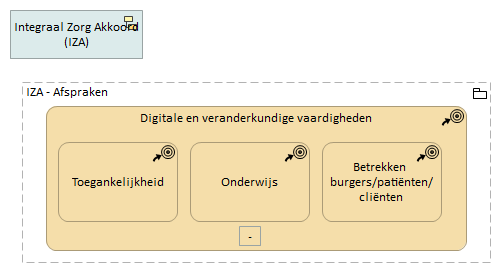 Integraal Zorg Akkoord
(IZA)
IZA - Afspraken
Digitale en veranderkundige vaardigheden
Toegankelijkheid
Onderwijs
Betrekken
burgers/patiënten/
cliënten
-